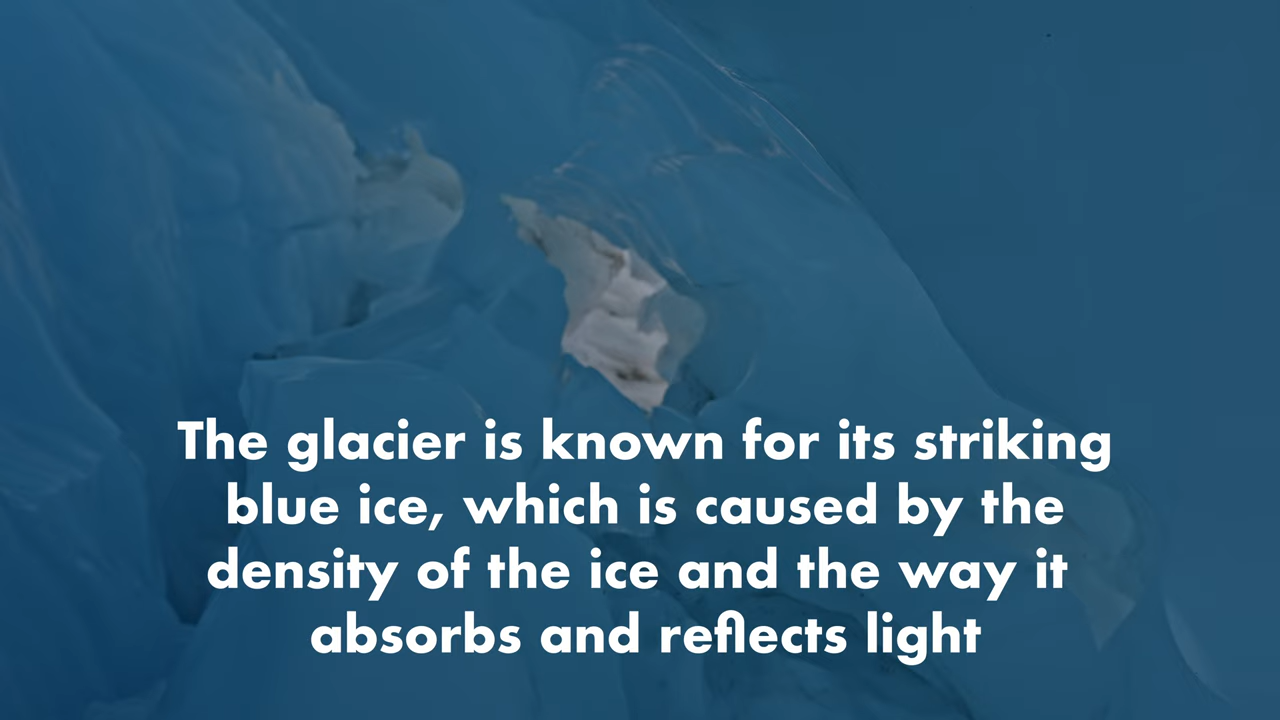 The glacier is known for its striking
blue ice, which is caused by the
density of the ice and the way it
absorbs and reflects light